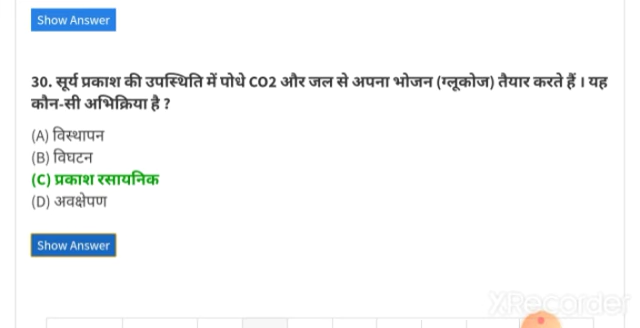 Show Answer
30. सूर्य प्रकाश की उपस्थिति में पोधे CO2 और जल से अपना भोजन (ग्लूकोज) तैयार करते हैं । यह
कौन-सी अभिक्रिया है ?
(A) विस्थापन
(B) विघटन
(C) प्रकाश रसायनिक
(D) अवक्षेपण
Show Answer
XRecorder